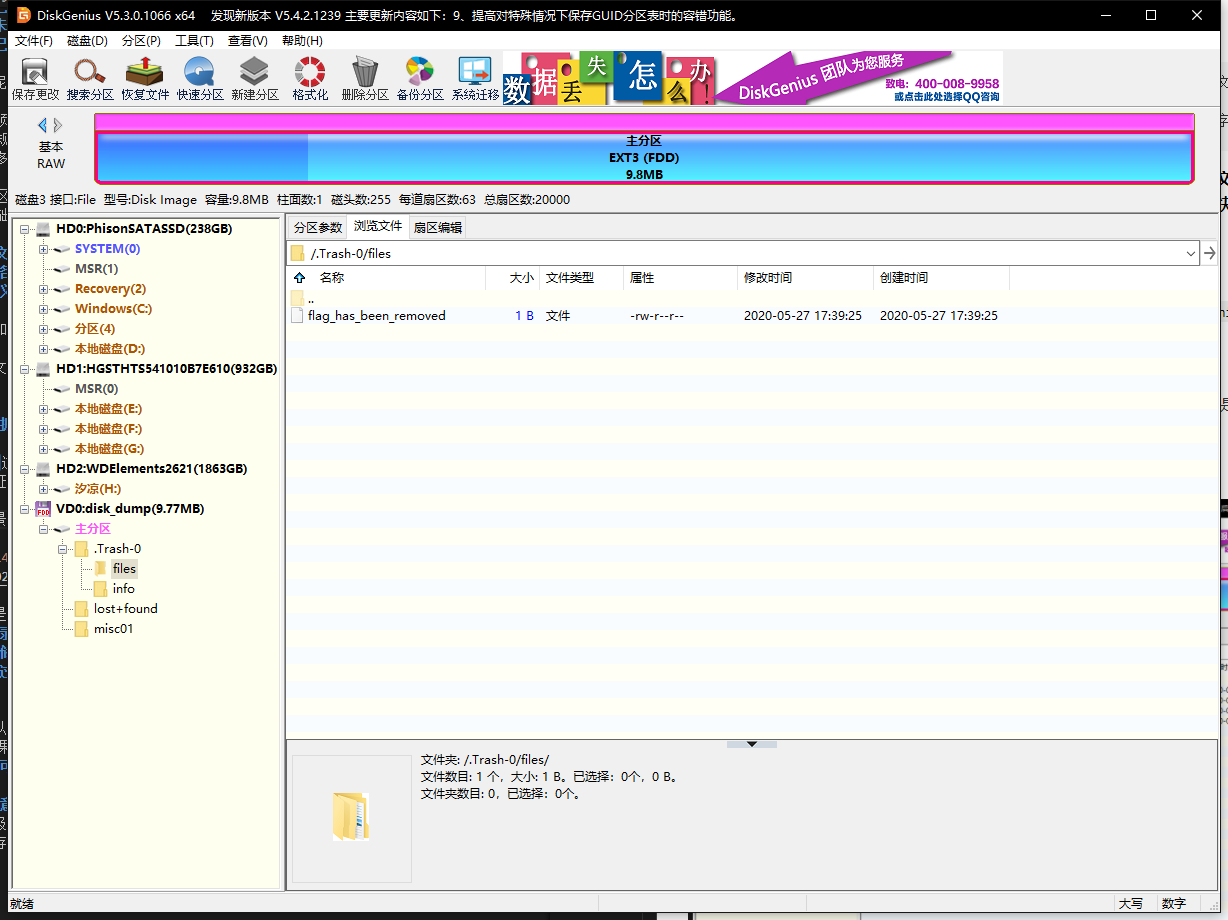 DiskGenius V5.3.0.1066 x64 发现新版本 V5.4.2.1239 主要更新内容如下：9、提高对特殊情况下保存GUID分区表时的容错功能。
文件(F) 磁盘(D) 分区(P) 工具(T) 查看(V) 帮助(H)
保存更改 搜索分区 恢复文件 快速分区 新建分区 格式化 删除分区 备份分区 系统迁移
数据丢失怎么办！
DiskGenius 团队为您服务
致电：400-008-9958
或点击此处选择QQ咨询
基本
RAW
主分区
EXT3 (FDD)
9.8MB
磁盘3 接口:File 型号:Disk Image 容量:9.8MB 柱面数:1 磁头数:255 每道扇区数:63 总扇区数:20000
HD0:PhisonSATASSD(238GB)
SYSTEM(0)
MSR(1)
Recovery(2)
Windows(C:)
分区(4)
本地磁盘(D:)
HD1:HGSTHTS541010B7E610(932GB)
MSR(0)
本地磁盘(E:)
本地磁盘(F:)
本地磁盘(G:)
HD2:WDElements2621(1863GB)
汐凉(H:)
FDD
VD0:disk_dump(9.77MB)
主分区
.Trash-0
files
info
lost+found
misc01
分区参数 浏览文件 扇区编辑
/.Trash-0/files
名称 大小 文件类型 属性 修改时间 创建时间
..
flag_has_been_removed 1 B 文件 -rw-r--r-- 2020-05-27 17:39:25 2020-05-27 17:39:25
文件夹: /.Trash-0/files/
文件数目: 1 个，大小: 1 B。已选择：0个，0 B。
文件夹数目: 0，已选择：0个。
就绪
大写 数字